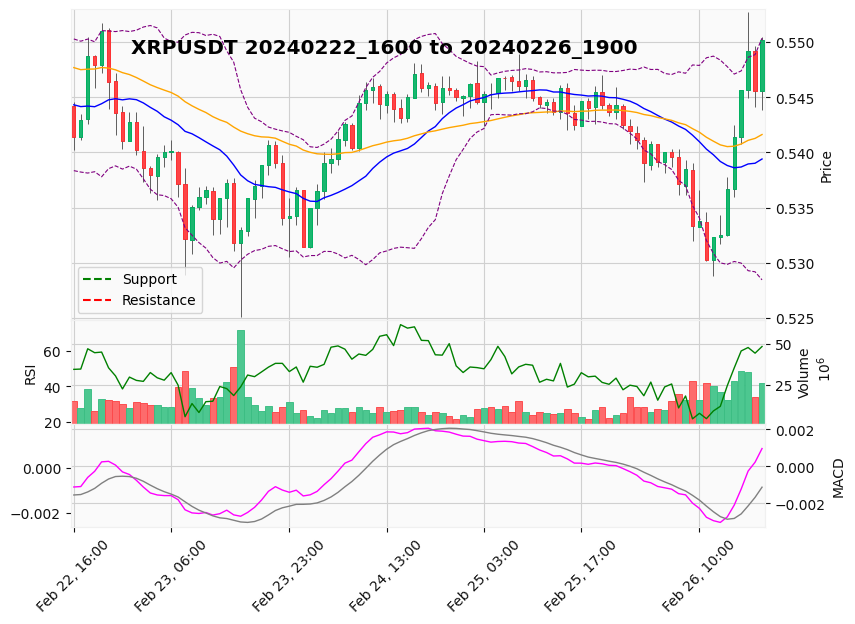 XRPUSDT 20240222_1600 to 20240226_1900
0.550
0.545
0.540
0.535
0.530
0.525
Price
Support
Resistance
RSI
60
40
20
50
25
Volume
10^6
0.000
−0.002
0.002
0.000
−0.002
MACD
Feb 22, 16:00
Feb 23, 06:00
Feb 23, 23:00
Feb 24, 13:00
Feb 25, 03:00
Feb 25, 17:00
Feb 26, 10:00